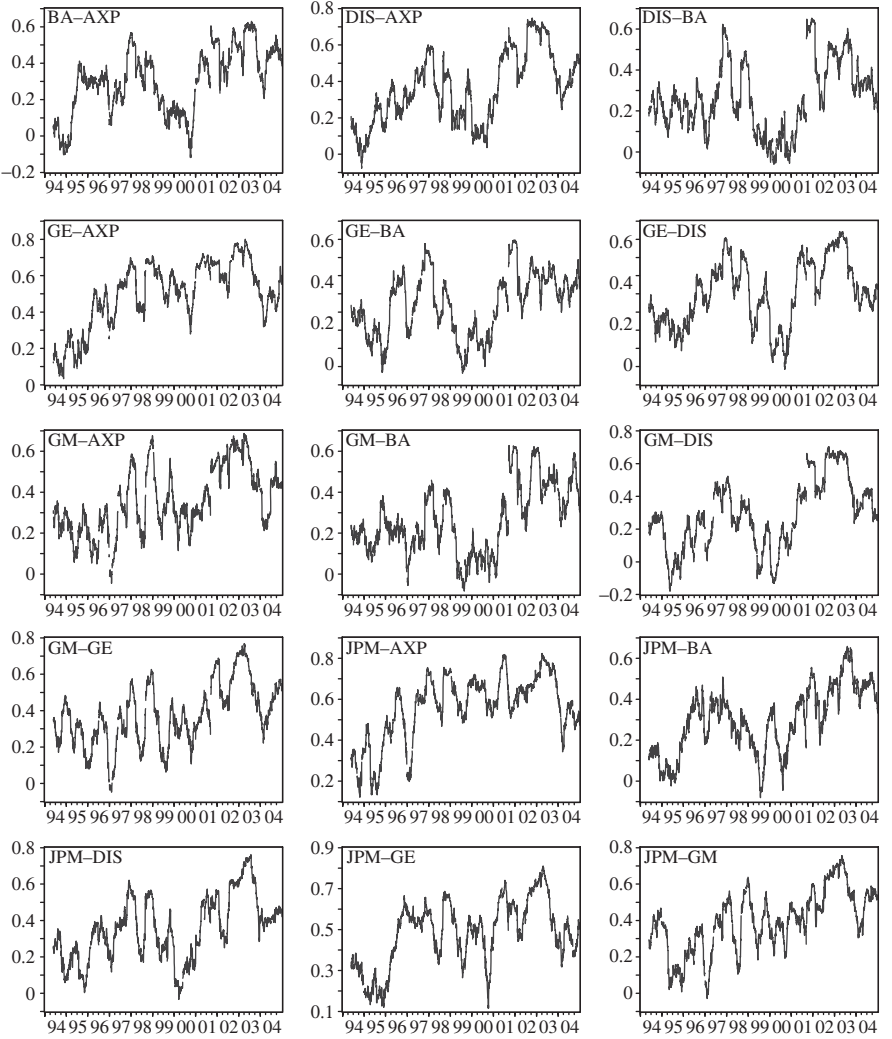 BA–AXP DIS–AXP DIS–BA
0.6 0.8 0.6
0.4 0.6 0.4
0.2 0.4 0.2
0 0.2 0
–0.2 0
94 95 96 97 98 99 00 01 02 03 04 94 95 96 97 98 99 00 01 02 03 04 94 95 96 97 98 99 00 01 02 03 04
GE–AXP GE–BA GE–DIS
0.8 0.6 0.6
0.6 0.4 0.4
0.4 0.2 0.2
0.2 0 0
0
94 95 96 97 98 99 00 01 02 03 04 94 95 96 97 98 99 00 01 02 03 04 94 95 96 97 98 99 00 01 02 03 04
GM–AXP GM–BA GM–DIS
0.6 0.6 0.8
0.4 0.4 0.6
0.2 0.2 0.4
0 0 0.2
0
–0.2
94 95 96 97 98 99 00 01 02 03 04 94 95 96 97 98 99 00 01 02 03 04 94 95 96 97 98 99 00 01 02 03 04
GM–GE JPM–AXP JPM–BA
0.8 0.8 0.6
0.6 0.6 0.4
0.4 0.4 0.2
0.2 0.2 0
0
94 95 96 97 98 99 00 01 02 03 04 94 95 96 97 98 99 00 01 02 03 04 94 95 96 97 98 99 00 01 02 03 04
JPM–DIS JPM–GE JPM–GM
0.8 0.9 0.8
0.6 0.7 0.6
0.4 0.5 0.4
0.2 0.3 0.2
0 0.1 0
94 95 96 97 98 99 00 01 02 03 04 94 95 96 97 98 99 00 01 02 03 04 94 95 96 97 98 99 00 01 02 03 04